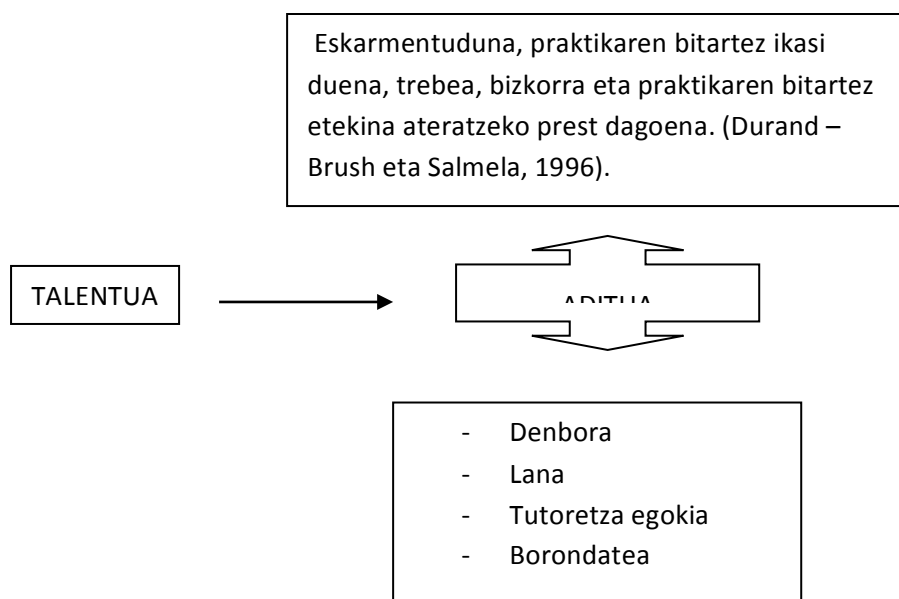 Eskarmentuduna, praktikaren bitartez ikasi
duena, trebea, bizkorra eta praktikaren bitartez
etekina ateratzeko prest dagoena. (Durand –
Brush eta Salmela, 1996).
TALENTUA
ADITUA
- Denbora
- Lana
- Tutoretza egokia
- Borondatea